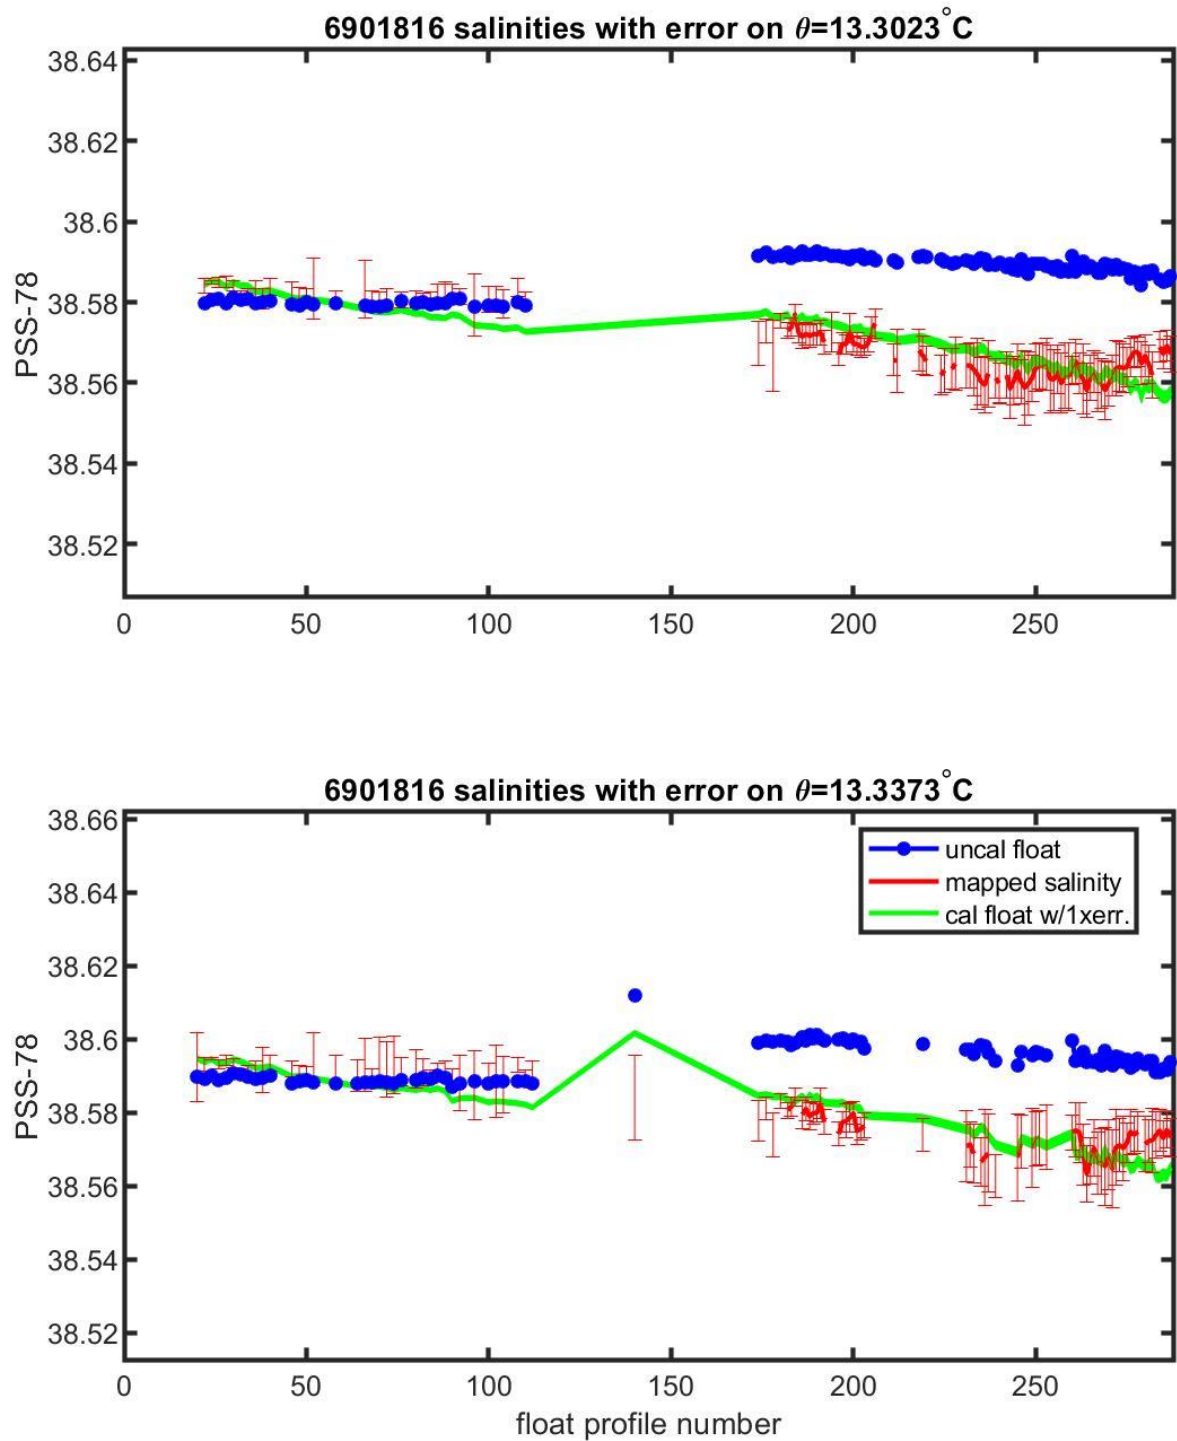 6901816 salinities with error on θ=13.3023°C
PSS-78
38.64
38.62
38.6
38.58
38.56
38.54
38.52
0 50 100 150 200 250
6901816 salinities with error on θ=13.3373°C
PSS-78
38.66
38.64
38.62
38.6
38.58
38.56
38.54
38.52
uncal float
mapped salinity
cal float w/1xerr.
0 50 100 150 200 250
float profile number